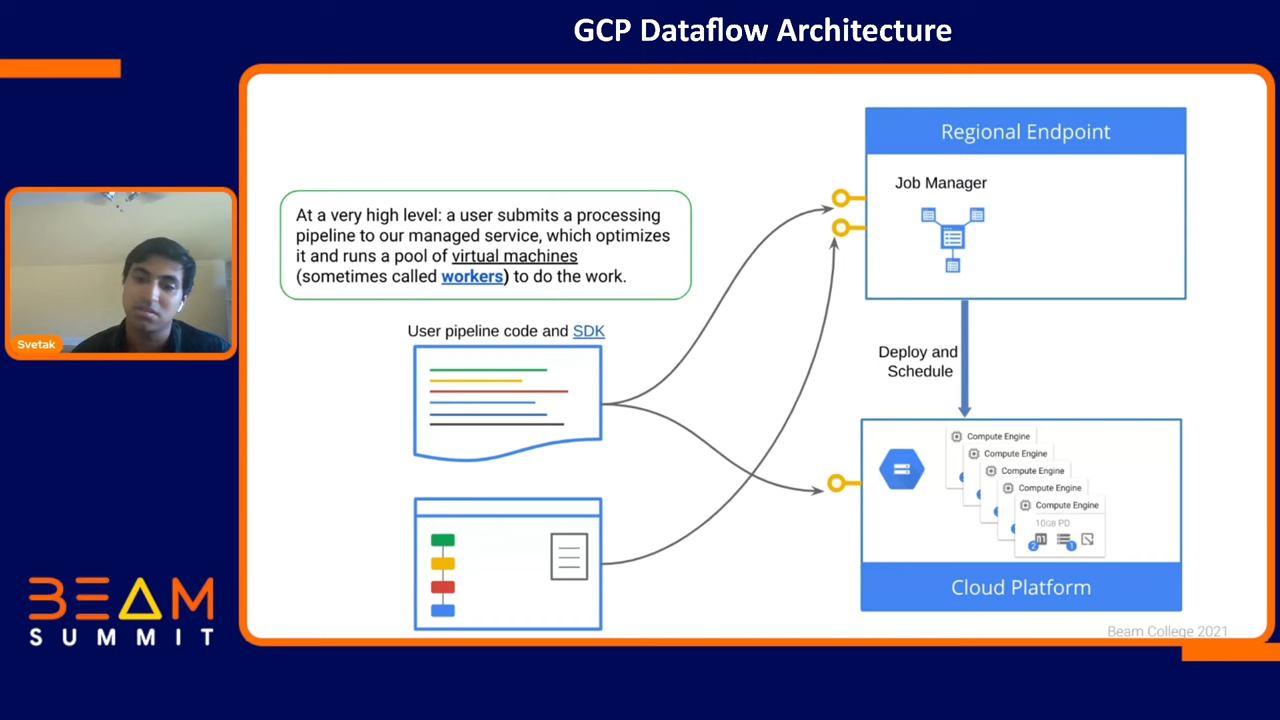 GCP Dataflow Architecture
Regional Endpoint
Job Manager
At a very high level: a user submits a processing
pipeline to our managed service, which optimizes
it and runs a pool of virtual machines
(sometimes called workers) to do the work.
User pipeline code and SDK
Svetak
Deploy and
Schedule
Compute Engine
Compute Engine
Compute Engine
Compute Engine
Compute Engine
10GB PD
2
1
Cloud Platform
BEAM
SUMMIT
Beam College 2021